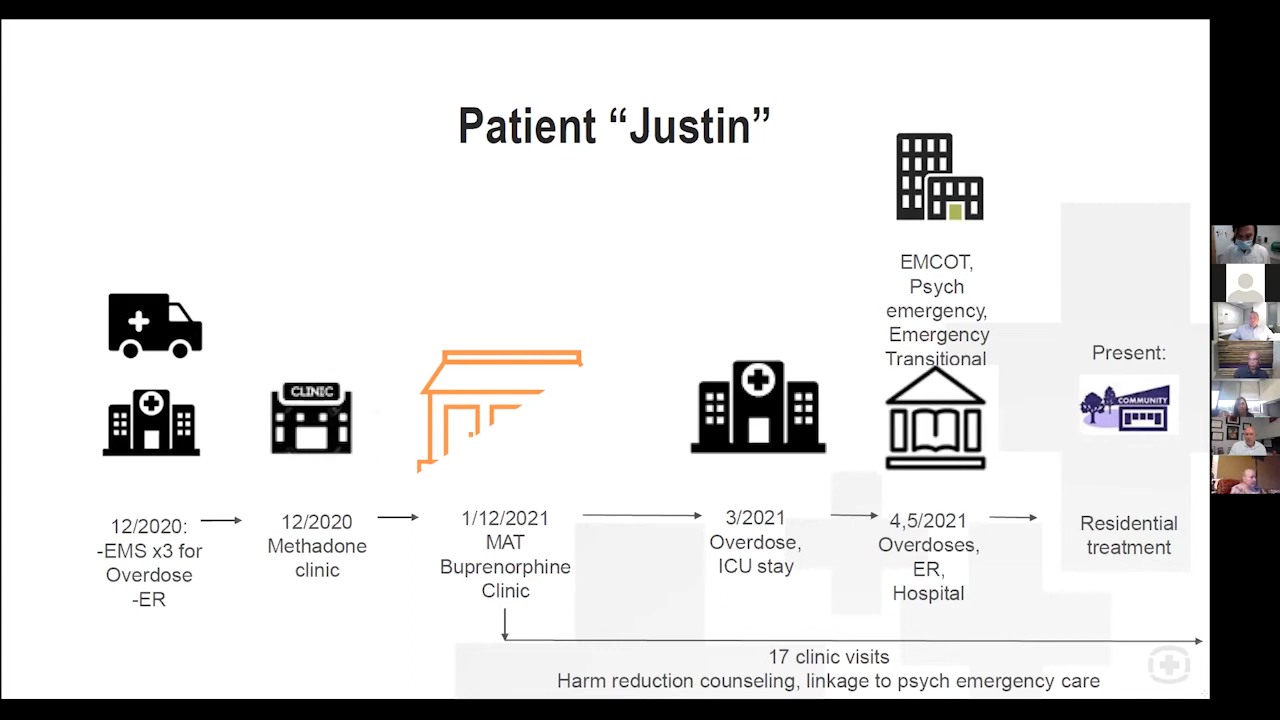 Patient “Justin”
EMCOT,
Psych
emergency,
Emergency
Transitional
Present:
CLINIC
COMMUNITY
12/2020:
-EMS x3 for
Overdose
-ER
12/2020
Methadone
clinic
1/12/2021
MAT
Buprenorphine
Clinic
3/2021
Overdose,
ICU stay
4,5/2021
Overdoses,
ER,
Hospital
Residential
treatment
17 clinic visits
Harm reduction counseling, linkage to psych emergency care